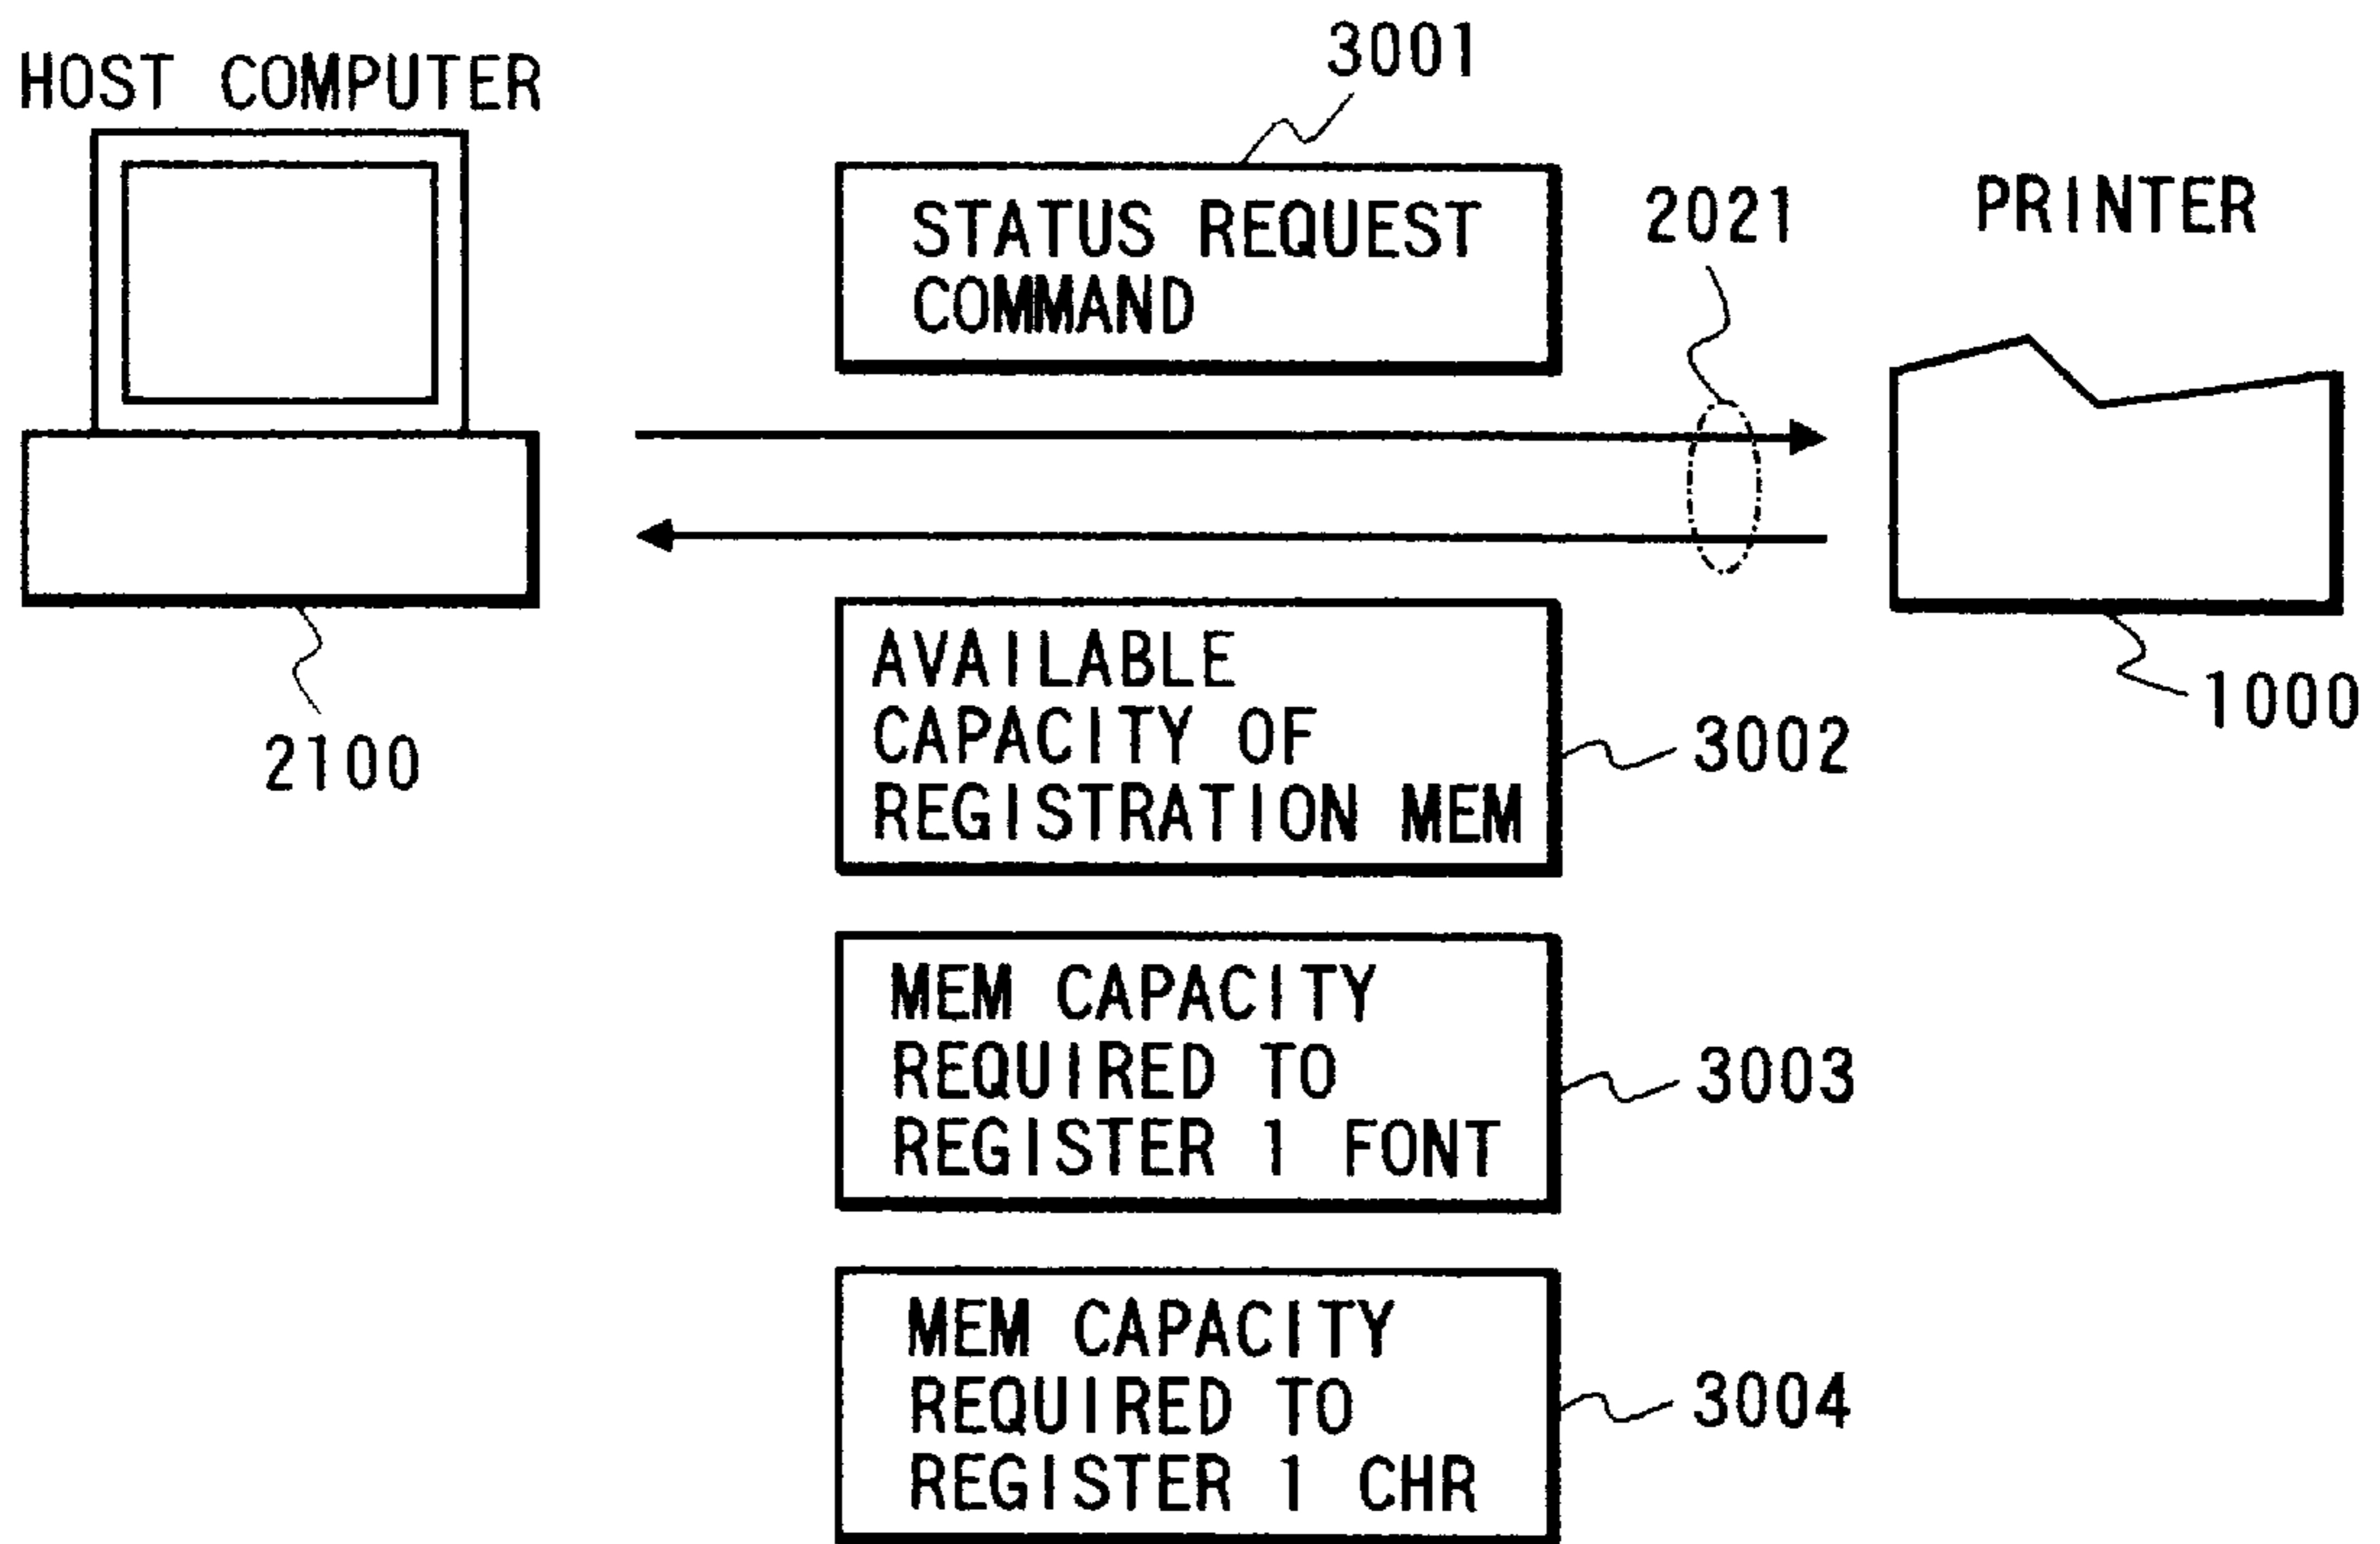 HOST COMPUTER
3001
STATUS REQUEST
COMMAND
2021
PRINTER
2100
1000
AVAILABLE
CAPACITY OF
REGISTRATION MEM
3002
MEM CAPACITY
REQUIRED TO
REGISTER 1 FONT
3003
MEM CAPACITY
REQUIRED TO
REGISTER 1 CHR
3004